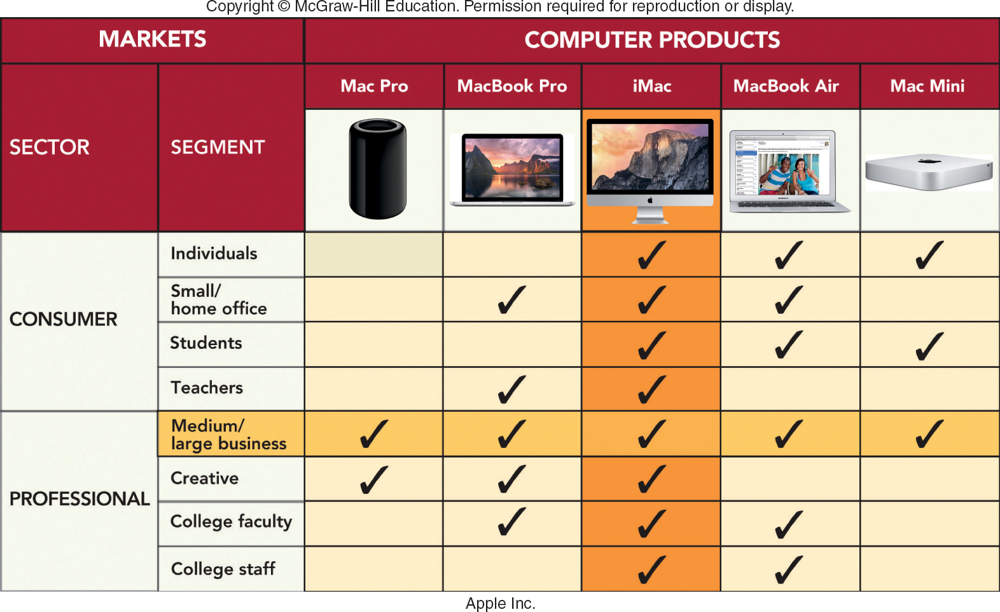 Copyright © McGraw-Hill Education. Permission required for reproduction or display.
MARKETS
COMPUTER PRODUCTS
SECTOR
SEGMENT
Mac Pro
MacBook Pro
iMac
MacBook Air
Mac Mini
CONSUMER
Individuals
✓ ✓ ✓
Small/
home office
✓ ✓ ✓
Students
✓ ✓ ✓
Teachers
✓ ✓
PROFESSIONAL
Medium/
large business
✓ ✓ ✓ ✓ ✓
Creative
✓ ✓ ✓
College faculty
✓ ✓ ✓
College staff
✓ ✓
Apple Inc.